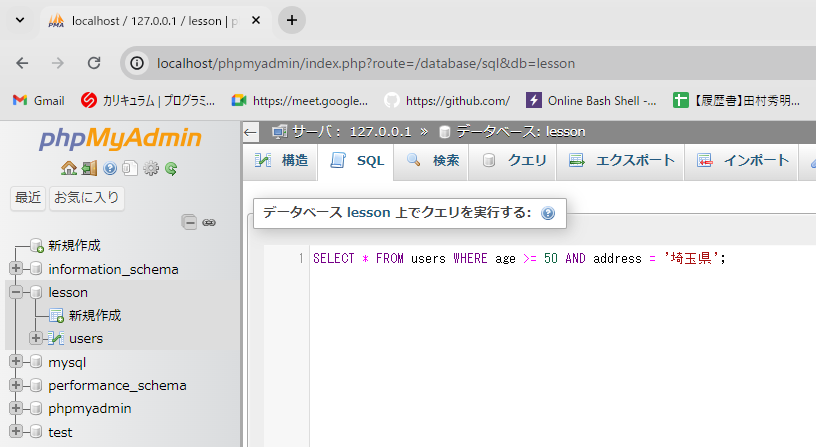 localhost / 127.0.0.1 / lesson | p
localhost/phpmyadmin/index.php?route=/database/sql&db=lesson
Gmail
カリキュラム | プログラミ...
https://meet.google...
https://github.com/
Online Bash Shell -...
【履歴書】田村秀明...
phpMyAdmin
最近
お気に入り
新規作成
information_schema
lesson
新規作成
users
mysql
performance_schema
phpmyadmin
test
サーバ： 127.0.0.1 » データベース: lesson
構造
SQL
検索
クエリ
エクスポート
インポート
データベース lesson 上でクエリを実行する:
1 SELECT * FROM users WHERE age >= 50 AND address = '埼玉県';